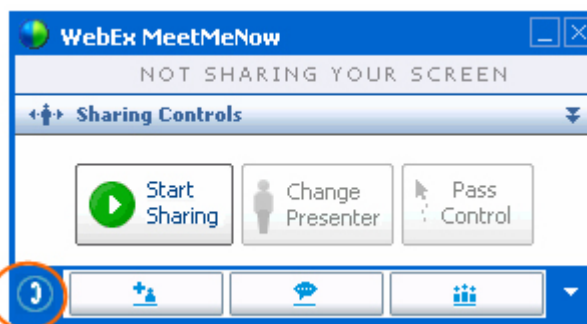 WebEx MeetMeNow
NOT SHARING YOUR SCREEN
Sharing Controls
Start
Sharing
Change
Presenter
Pass
Control